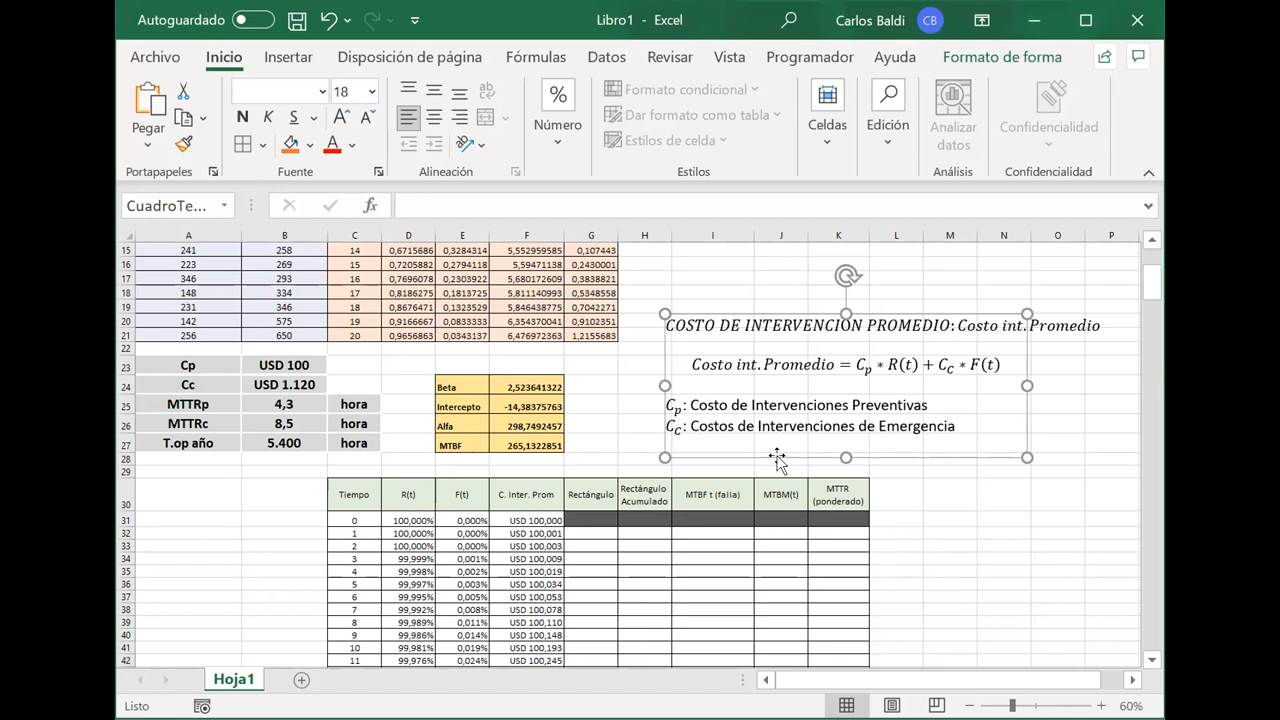 Autoguardado
Libro1 - Excel
Carlos Baldi CB
Archivo Inicio Insertar Disposición de página Fórmulas Datos Revisar Vista Programador Ayuda Formato de forma
Pegar
18
N K S
Número
Formato condicional
Dar formato como tabla
Estilos de celda
Celdas
Edición
Analizar datos
Confidencialidad
Portapapeles Fuente Alineación Estilos Análisis Confidencialidad
CuadroTe... fx
A B C D E F G H I J K L M N O P
15 241 258 14 0,6715686 0,3284314 5,552959585 0,107443
16 223 269 15 0,7205882 0,2794118 5,59471138 0,2430001
17 346 293 16 0,7696078 0,2303922 5,680172609 0,3838821
18 148 334 17 0,8186275 0,1813725 5,811140993 0,5348558
19 231 346 18 0,8676471 0,1323529 5,846438775 0,7042271
20 142 575 19 0,9166667 0,0833333 6,354370041 0,9102351
21 256 650 20 0,9656863 0,0343137 6,476972363 1,2155683
22
23 Cp USD 100
24 Cc USD 1.120 Beta 2,523641322
25 MTTRp 4,3 hora Intercepto -14,38375763
26 MTTRc 8,5 hora Alfa 298,7492457
27 T.op año 5.400 hora MTBF 265,1322851
28
29
COSTO DE INTERVENCION PROMEDIO: Costo int. Promedio
Costo int. Promedio = Cp * R(t) + CC * F(t)
Cp: Costo de Intervenciones Preventivas
CC: Costos de Intervenciones de Emergencia
30 Tiempo R(t) F(t) C. Inter. Prom Rectángulo Rectángulo Acumulado MTBF t (falla) MTBM(t) MTTR (ponderado)
31 0 100,000% 0,000% USD 100,000
32 1 100,000% 0,000% USD 100,001
33 2 100,000% 0,000% USD 100,003
34 3 99,999% 0,001% USD 100,009
35 4 99,998% 0,002% USD 100,019
36 5 99,997% 0,003% USD 100,034
37 6 99,995% 0,005% USD 100,053
38 7 99,992% 0,008% USD 100,078
39 8 99,989% 0,011% USD 100,110
40 9 99,986% 0,014% USD 100,148
41 10 99,981% 0,019% USD 100,193
42 11 99,976% 0,024% USD 100,245
Hoja1
Listo
60%